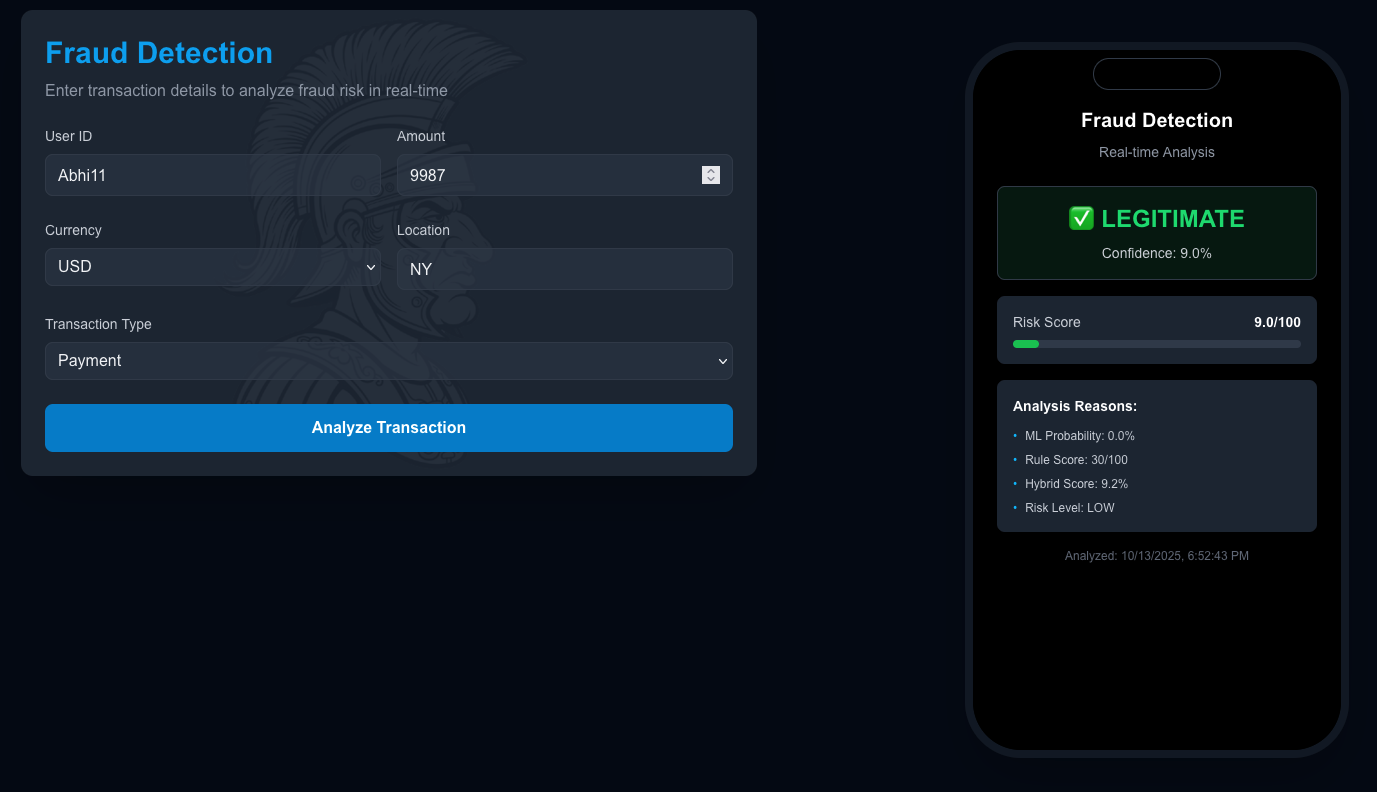 Fraud Detection
Enter transaction details to analyze fraud risk in real-time
User ID
Amount
Abhi11
9987
Currency
Location
USD
NY
Transaction Type
Payment
Analyze Transaction
Fraud Detection
Real-time Analysis
✅ LEGITIMATE
Confidence: 9.0%
Risk Score 9.0/100
Analysis Reasons:
• ML Probability: 0.0%
• Rule Score: 30/100
• Hybrid Score: 9.2%
• Risk Level: LOW
Analyzed: 10/13/2025, 6:52:43 PM